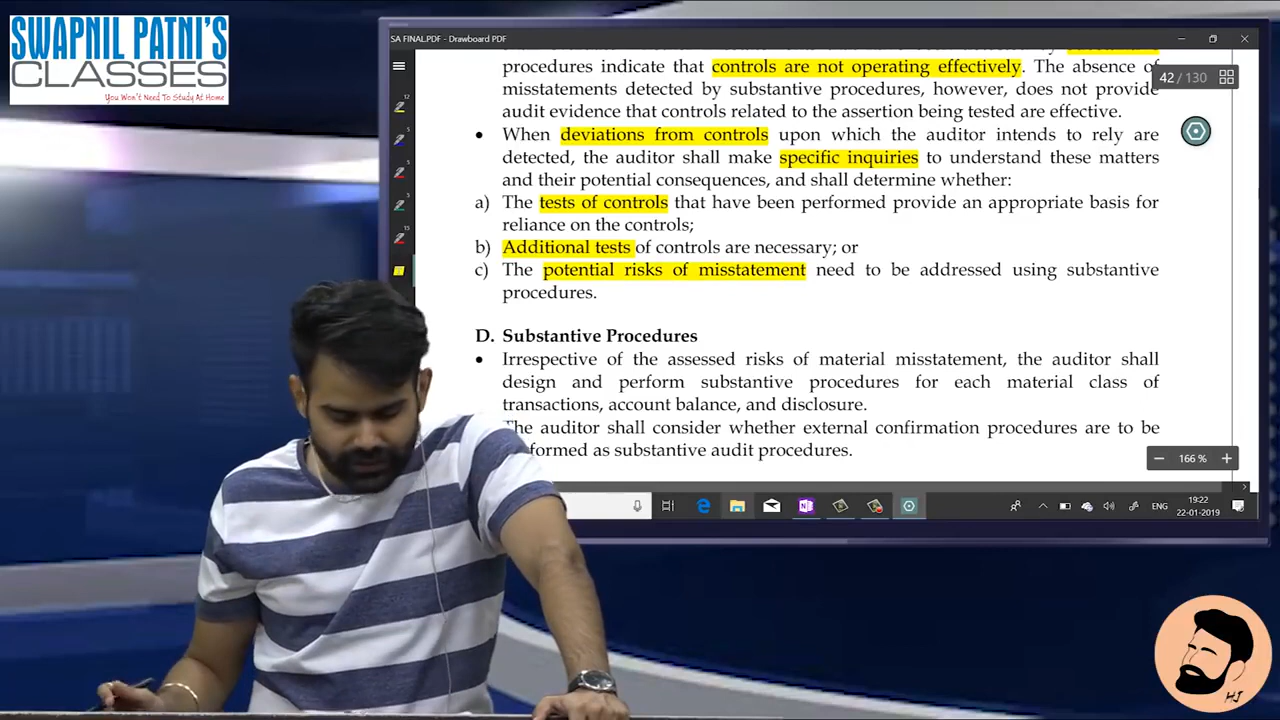 SWAPNIL PATNI'S
CLASSES
You Won't Need To Study At Home
SA FINAL.PDF - Drawboard PDF
procedures indicate that controls are not operating effectively. The absence of
misstatements detected by substantive procedures, however, does not provide
audit evidence that controls related to the assertion being tested are effective.
• When deviations from controls upon which the auditor intends to rely are
detected, the auditor shall make specific inquiries to understand these matters
and their potential consequences, and shall determine whether:
a) The tests of controls that have been performed provide an appropriate basis for
reliance on the controls;
b) Additional tests of controls are necessary; or
c) The potential risks of misstatement need to be addressed using substantive
procedures.
D. Substantive Procedures
• Irrespective of the assessed risks of material misstatement, the auditor shall
design and perform substantive procedures for each material class of
transactions, account balance, and disclosure.
The auditor shall consider whether external confirmation procedures are to be
formed as substantive audit procedures.
42 / 130
166 %
ENG
19:22
22-01-2019
HJ